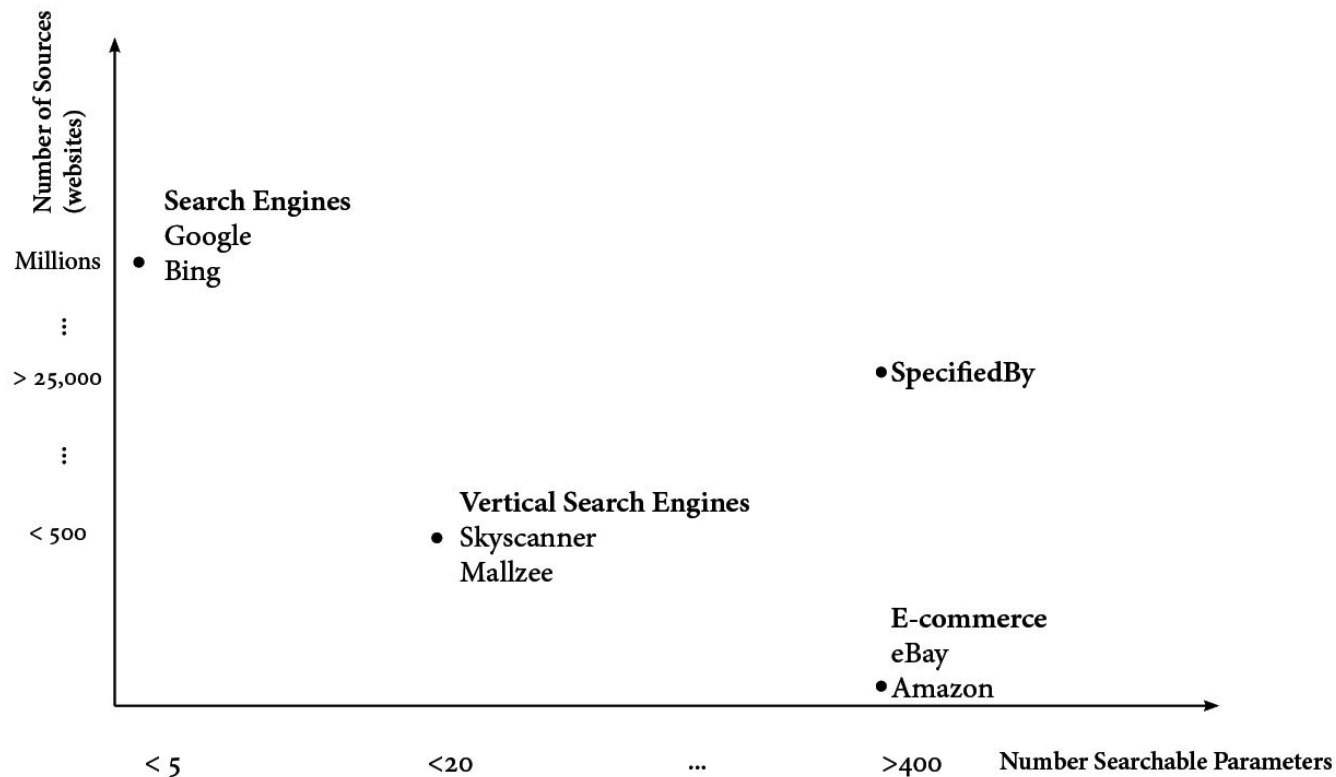 Number of Sources
(websites)
Search Engines
Google
Bing
Millions
...
> 25,000
SpecifiedBy
...
Vertical Search Engines
< 500
Skyscanner
Mallzee
E-commerce
eBay
Amazon
< 5
<20
...
>400
Number Searchable Parameters